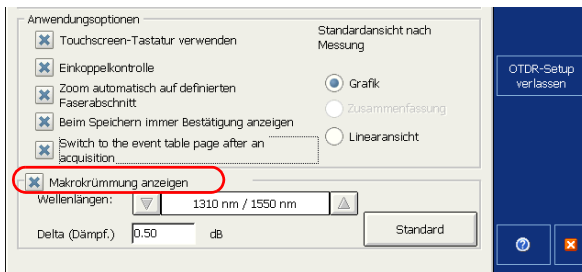 Anwendungsoptionen
Touchscreen-Tastatur verwenden
Einkoppelkontrolle
Zoom automatisch auf definierten
Faserabschnitt
Beim Speichern immer Bestätigung anzeigen
Switch to the event table page after an
acquisition
Standardansicht nach
Messung
Grafik
Zusammenfassung
Linearansicht
Makrokrümmung anzeigen
Wellenlängen:
1310 nm / 1550 nm
Delta (Dämpf.)
0.50
dB
Standard
OTDR-Setup
verlassen